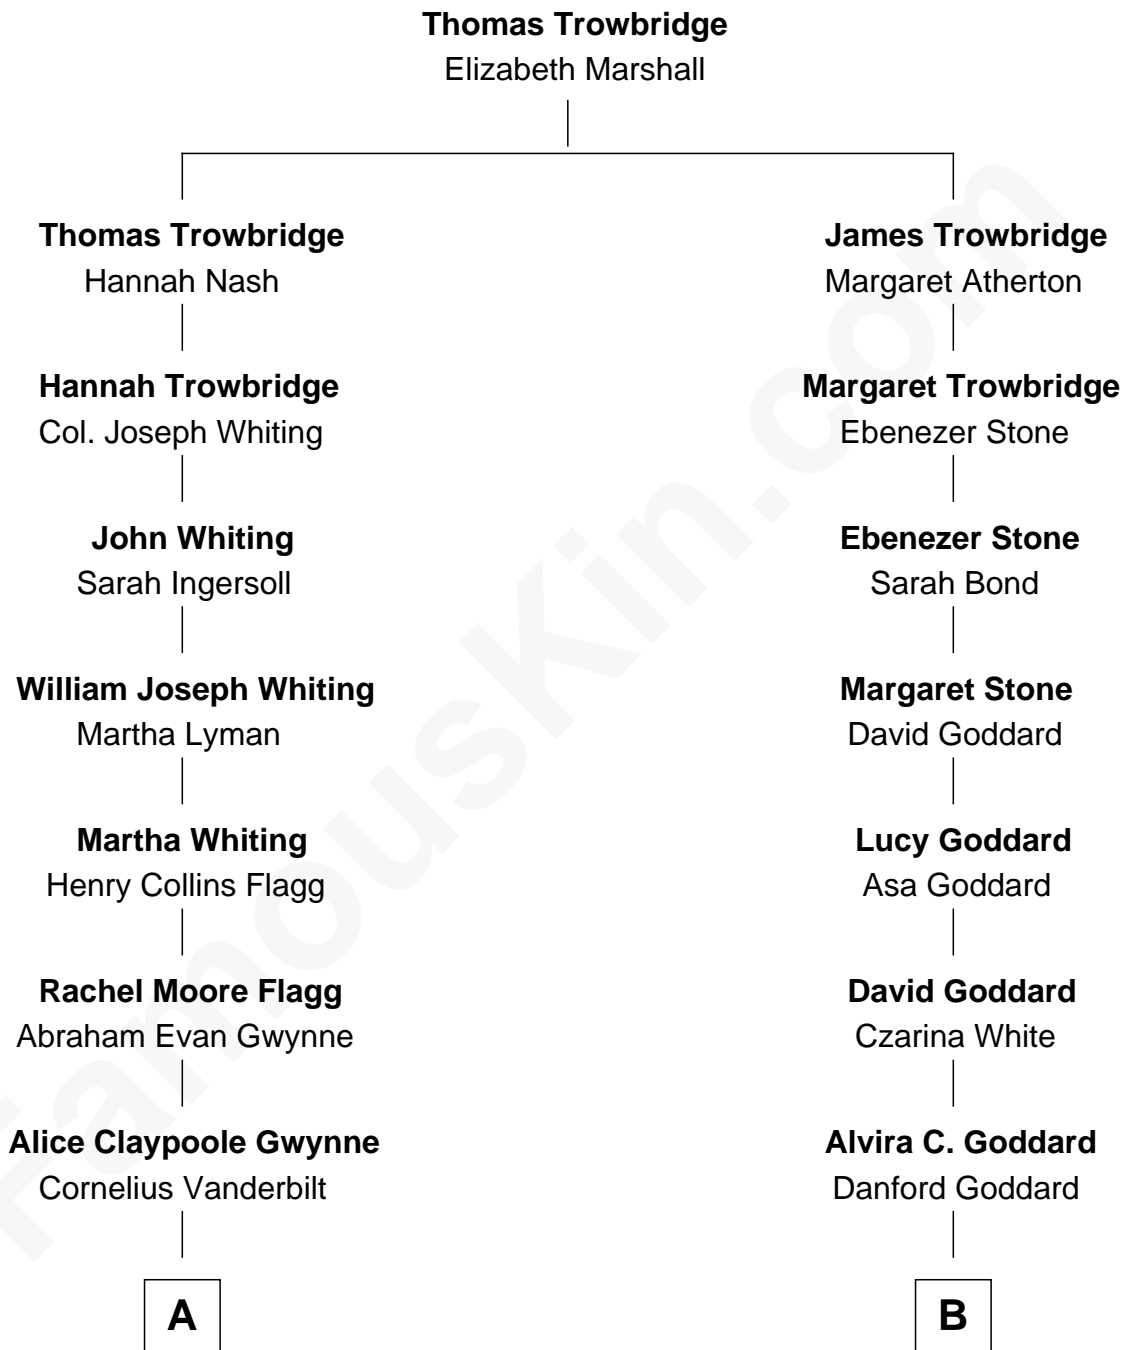 Thomas Trowbridge
Elizabeth Marshall
Thomas Trowbridge
Hannah Nash
Hannah Trowbridge
Col. Joseph Whiting
John Whiting
Sarah Ingersoll
William Joseph Whiting
Martha Lyman
Martha Whiting
Henry Collins Flagg
Rachel Moore Flagg
Abraham Evan Gwynne
Alice Claypoole Gwynne
Cornelius Vanderbilt
A
James Trowbridge
Margaret Atherton
Margaret Trowbridge
Ebenezer Stone
Ebenezer Stone
Sarah Bond
Margaret Stone
David Goddard
Lucy Goddard
Asa Goddard
David Goddard
Czarina White
Alvira C. Goddard
Danford Goddard
B
FamousKin.com